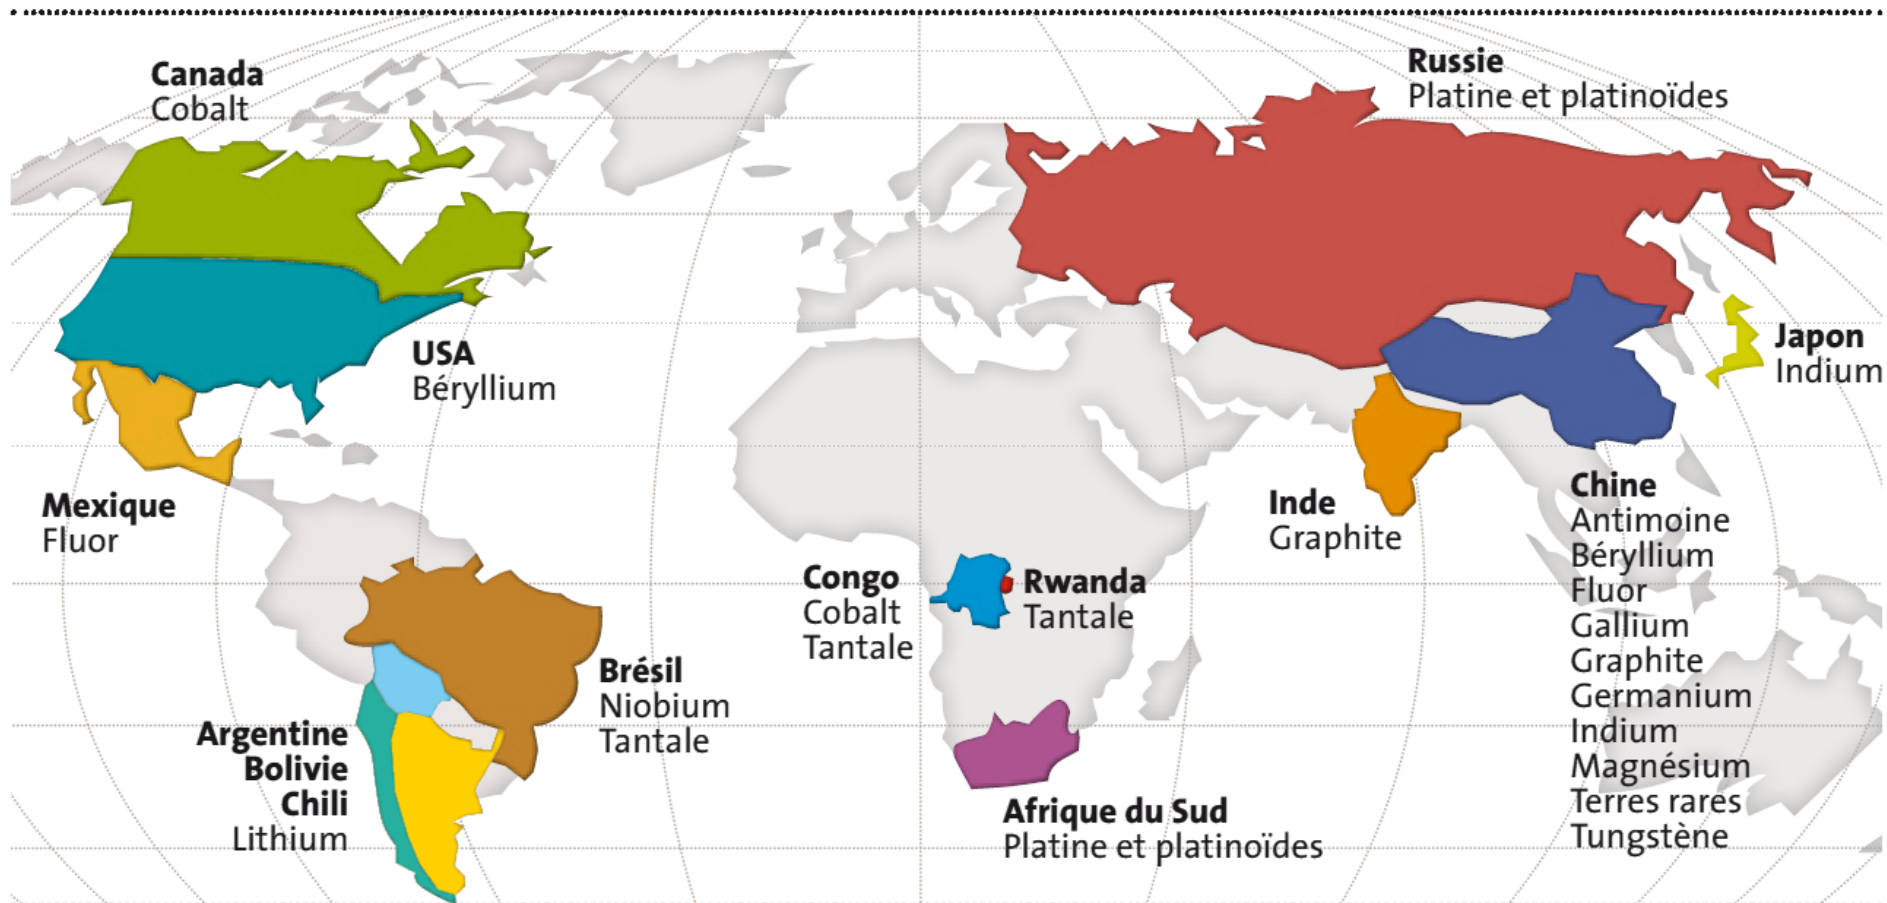 Canada
Cobalt
Russie
Platine et platinoïdes
USA
Béryllium
Japon
Indium
Mexique
Fluor
Inde
Graphite
Chine
Antimoine
Béryllium
Fluor
Gallium
Graphite
Germanium
Indium
Magnésium
Terres rares
Tungstène
Congo
Cobalt
Tantale
Rwanda
Tantale
Brésil
Niobium
Tantale
Argentine
Bolivie
Chili
Lithium
Afrique du Sud
Platine et platinoïdes